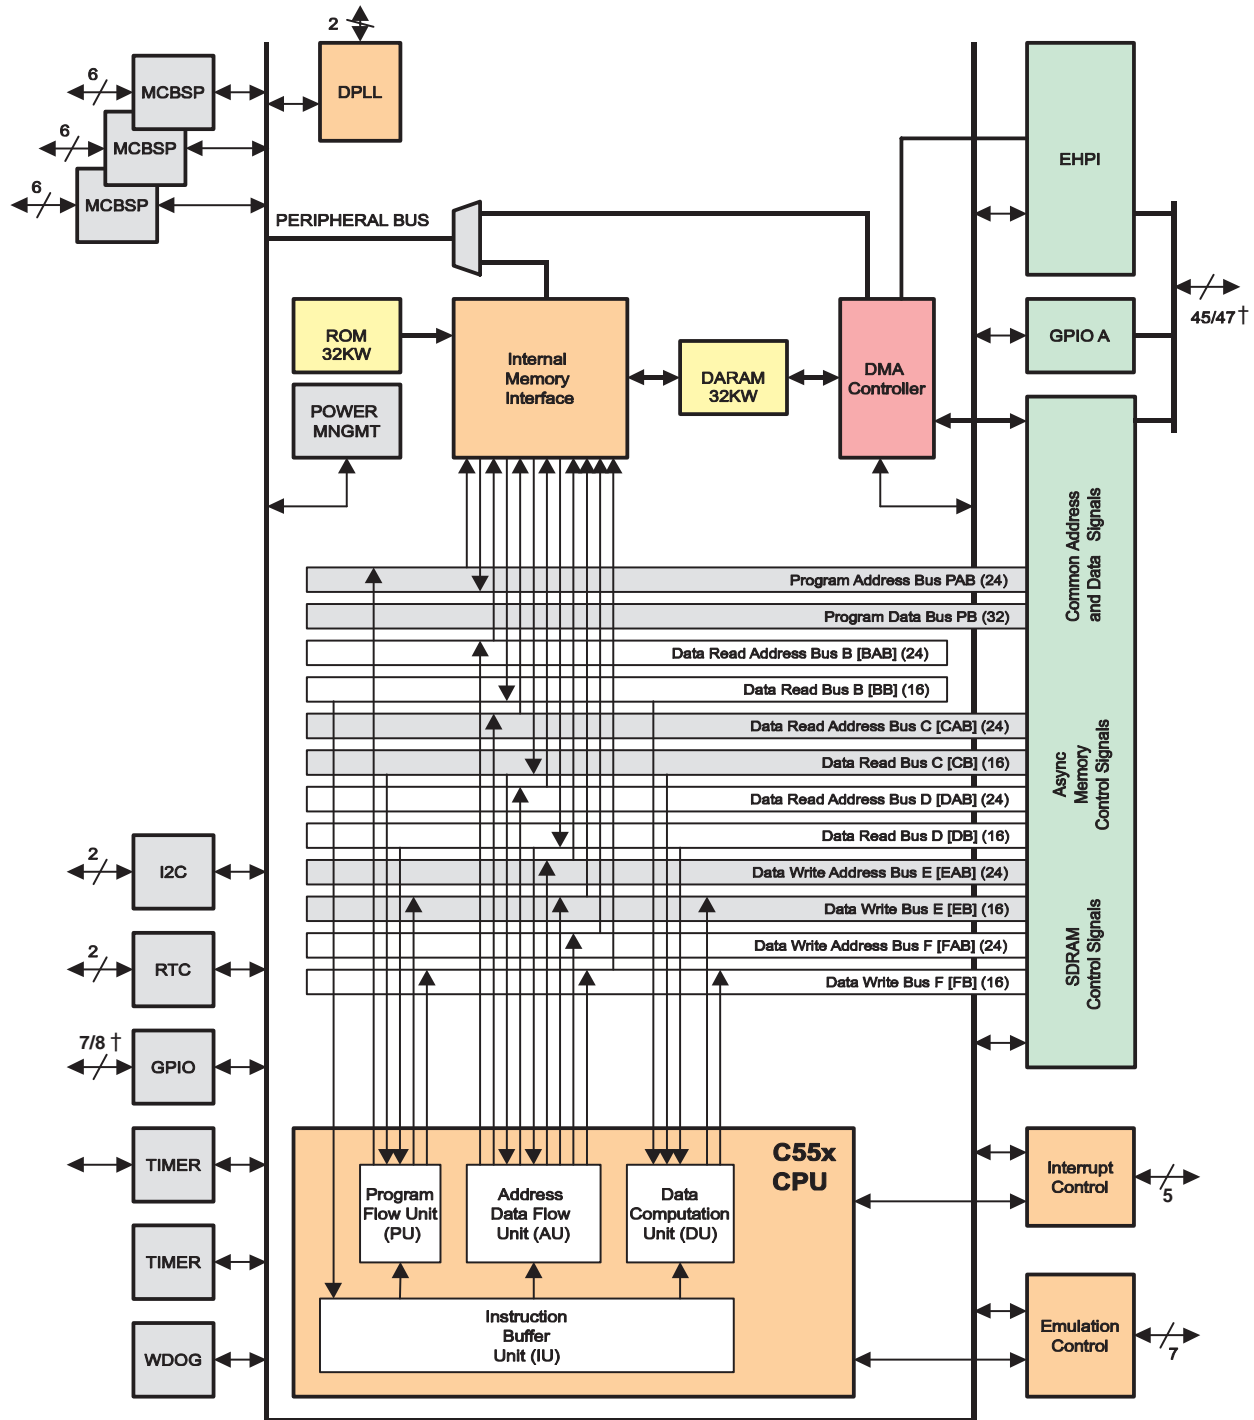 2
6
MCBSP
DPLL
6
MCBSP
EHPI
6
MCBSP
PERIPHERAL BUS
45/47 †
ROM
32KW
GPIO A
Internal
Memory
Interface
DMA
Controller
DARAM
32KW
POWER
MNGMT
Common Address
and Data Signals
Program Address Bus PAB (24)
Program Data Bus PB (32)
Data Read Address Bus B [BAB] (24)
Data Read Bus B [BB] (16)
Data Read Address Bus C [CAB] (24)
Data Read Bus C [CB] (16)
Async
Memory
Control Signals
Data Read Address Bus D [DAB] (24)
Data Read Bus D [DB] (16)
2
I2C
Data Write Address Bus E [EAB] (24)
Data Write Bus E [EB] (16)
SDRAM
Control Signals
Data Write Address Bus F [FAB] (24)
2
RTC
Data Write Bus F [FB] (16)
7/8 †
GPIO
C55x
CPU
TIMER
Interrupt
Control
5
Program
Flow Unit
(PU)
Address
Data Flow
Unit (AU)
Data
Computation
Unit (DU)
TIMER
Instruction
Buffer
Unit (IU)
Emulation
Control
7
WDOG